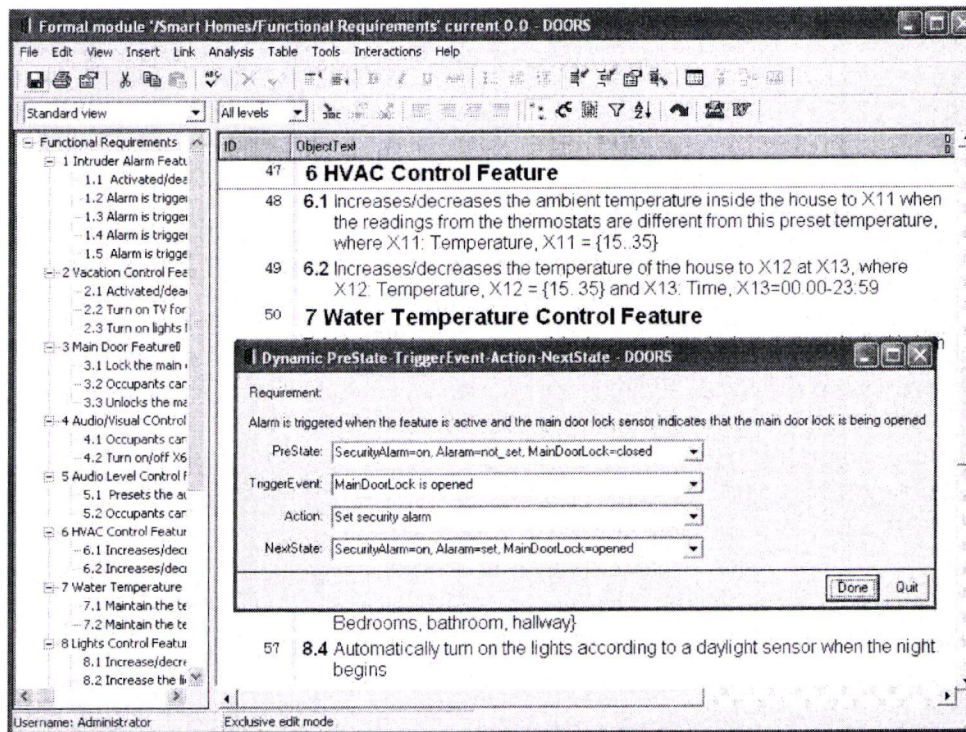 Formal module '/Smart Homes/Functional Requirements' current 0.0 - DOORS
File Edit View Insert Link Analysis Table Tools Interactions Help
Standard view
All levels
Functional Requirements
1 Intruder Alarm Featu
1.1 Activated/dea
1.2 Alarm is trigger
1.3 Alarm is trigger
1.4 Alarm is trigger
1.5 Alarm is trigge
2 Vacation Control Fea
2.1 Activated/dea
2.2 Turn on TV for
2.3 Turn on lights
3 Main Door Feature
3.1 Lock the main
3.2 Occupants can
3.3 Unlocks the ma
4 Audio/Visual COntrol
4.1 Occupants can
4.2 Turn on/off X6
5 Audio Level Control F
5.1 Presets the au
5.2 Occupants can
6 HVAC Control Featur
6.1 Increases/decr
6.2 Increases/decr
7 Water Temperature
7.1 Maintain the te
7.2 Maintain the te
8 Lights Control Featur
8.1 Increase/decre
8.2 Increase the li
ID ObjectText
47 6 HVAC Control Feature
48 6.1 Increases/decreases the ambient temperature inside the house to X11 when
the readings from the thermostats are different from this preset temperature,
where X11: Temperature, X11 = {15..35}
49 6.2 Increases/decreases the temperature of the house to X12 at X13, where
X12: Temperature, X12 = {15..35} and X13: Time, X13=00:00-23:59
50 7 Water Temperature Control Feature
Dynamic PreState-TriggerEvent-Action-NextState - DOORS
Requirement:
Alarm is triggered when the feature is active and the main door lock sensor indicates that the main door lock is being opened
PreState: SecurityAlarm=on, Alaram=not_set, MainDoorLock=closed
TriggerEvent: MainDoorLock is opened
Action: Set security alarm
NextState: SecurityAlarm=on, Alaram=set, MainDoorLock=opened
Done Quit
Bedrooms, bathroom, hallway}
57 8.4 Automatically turn on the lights according to a daylight sensor when the night
begins
Username: Administrator Exclusive edit mode